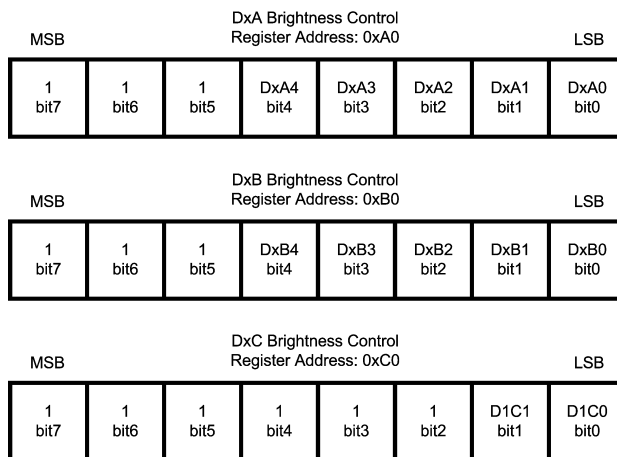 DxA Brightness Control
MSB Register Address: 0xA0 LSB
1 1 1 DxA4 DxA3 DxA2 DxA1 DxA0
bit7 bit6 bit5 bit4 bit3 bit2 bit1 bit0
DxB Brightness Control
MSB Register Address: 0xB0 LSB
1 1 1 DxB4 DxB3 DxB2 DxB1 DxB0
bit7 bit6 bit5 bit4 bit3 bit2 bit1 bit0
DxC Brightness Control
MSB Register Address: 0xC0 LSB
1 1 1 1 1 1 D1C1 D1C0
bit7 bit6 bit5 bit4 bit3 bit2 bit1 bit0